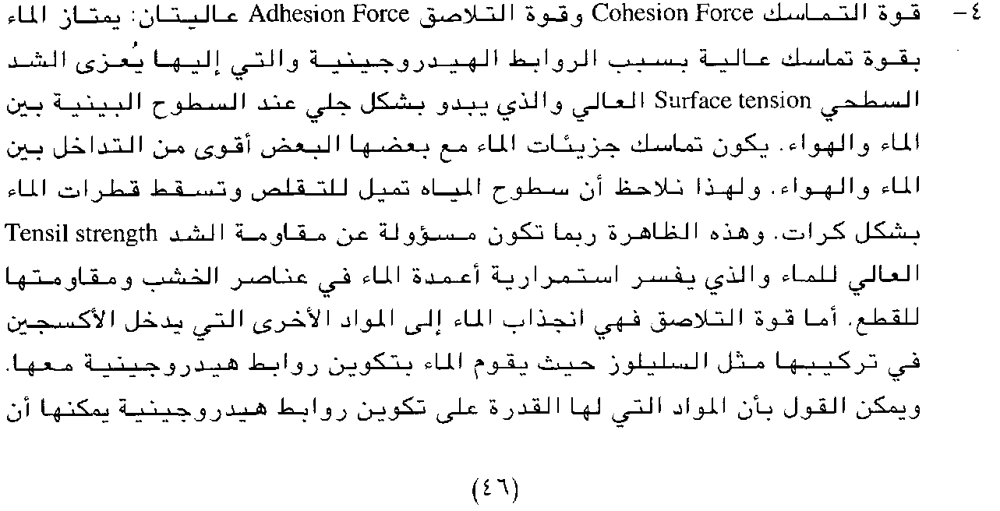 ٤- قوة التماسك Cohesion Force وقوة التلاصق Adhesion Force عاليتان: يمتاز الماء
بقوة تماسك عالية بسبب الروابط الهيدروجينية والتي إليها يُعزى الشد
السطحي Surface tension العالي والذي يبدو بشكل جلي عند السطوح البينية بين
الماء والهواء. يكون تماسك جزيئات الماء مع بعضها البعض أقوى من التداخل بين
الماء والهواء. ولهذا نلاحظ أن سطوح المياه تميل للتقلص وتسقط قطرات الماء
بشكل كرات. وهذه الظاهرة ربما تكون مسؤولة عن مقاومة الشد Tensil strength
العالي للماء والذي يفسر استمرارية أعمدة الماء في عناصر الخشب ومقاومتها
للقطع. أما قوة التلاصق فهي انجذاب الماء إلى المواد الأخرى التي يدخل الأكسجين
في تركيبها مثل السليلوز حيث يقوم الماء بتكوين روابط هيدروجينية معها.
ويمكن القول بأن المواد التي لها القدرة على تكوين روابط هيدروجينية يمكنها أن
(٤٦)